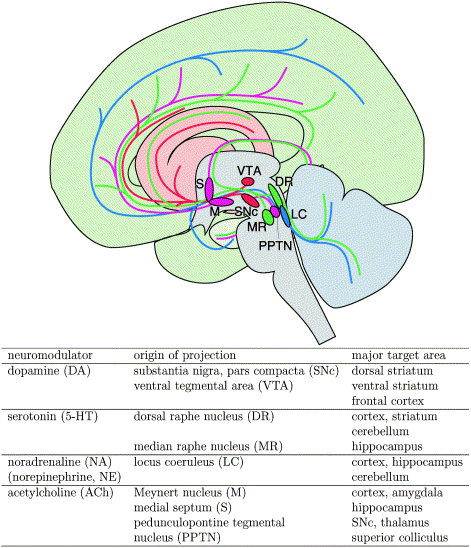 VTA
S
DR
M
SNc
LC
MR
PPTN
neuromodulator origin of projection major target area
dopamine (DA) substantia nigra, pars compacta (SNc) dorsal striatum
ventral tegmental area (VTA) ventral striatum
frontal cortex
serotonin (5-HT) dorsal raphe nucleus (DR) cortex, striatum
cerebellum
median raphe nucleus (MR) hippocampus
noradrenaline (NA) locus coeruleus (LC) cortex, hippocampus
(norepinephrine, NE) cerebellum
acetylcholine (ACh) Meynert nucleus (M) cortex, amygdala
medial septum (S) hippocampus
pedunculopontine tegmental SNc, thalamus
nucleus (PPTN) superior colliculus